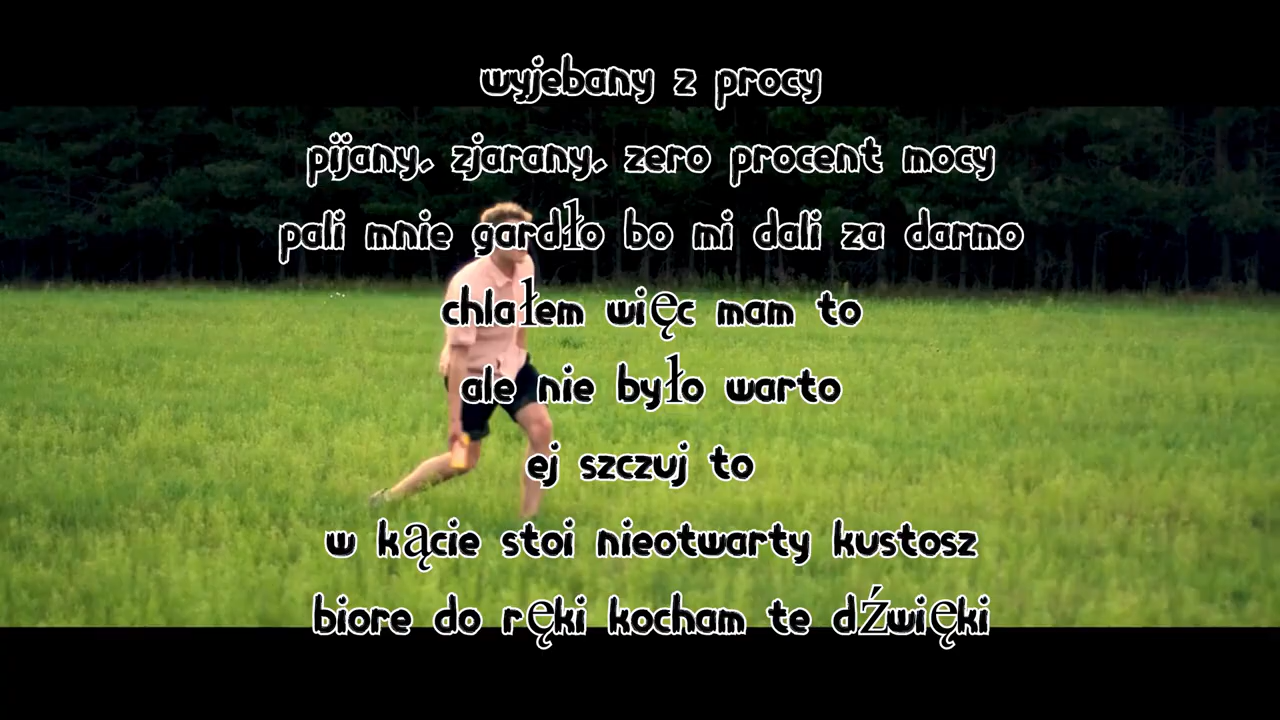 wyjebany z procy
pijany, zjarany, zero procent mocy
pali mnie gardło bo mi dali za darmo
chlałem więc mam to
ale nie było warto
ej szczuj to
w kącie stoi nieotwarty kustosz
biore do ręki kocham te dźwięki